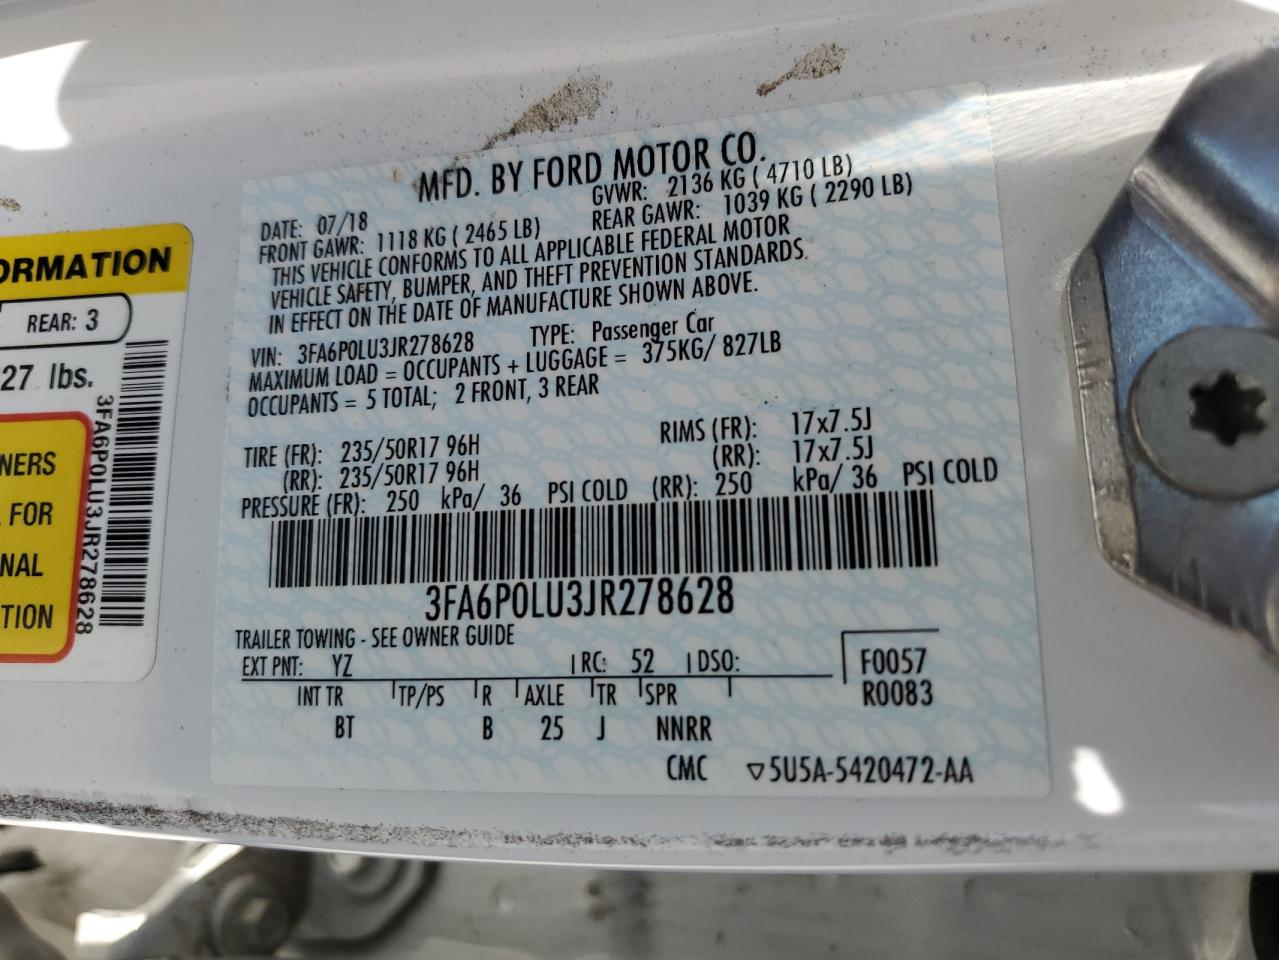 MFD. BY FORD MOTOR CO.
DATE: 07/18 GVWR: 2136 KG ( 4710 LB)
FRONT GAWR: 1118 KG ( 2465 LB) REAR GAWR: 1039 KG ( 2290 LB)
THIS VEHICLE CONFORMS TO ALL APPLICABLE FEDERAL MOTOR
VEHICLE SAFETY, BUMPER, AND THEFT PREVENTION STANDARDS
IN EFFECT ON THE DATE OF MANUFACTURE SHOWN ABOVE.
VIN: 3FA6P0LU3JR278628 TYPE: Passenger Car
MAXIMUM LOAD = OCCUPANTS + LUGGAGE = 375KG/ 827LB
OCCUPANTS = 5 TOTAL; 2 FRONT, 3 REAR
TIRE (FR): 235/50R17 96H RIMS (FR): 17x7.5J
(RR): 235/50R17 96H (RR): 17x7.5J
PRESSURE (FR): 250 kPa/ 36 PSI COLD (RR): 250 kPa/ 36 PSI COLD
3FA6P0LU3JR278628
TRAILER TOWING - SEE OWNER GUIDE
EXT PNT: YZ RC: 52 DSO: F0057
INT TR TP/PS R AXLE TR SPR R0083
BT B 25 J NNRR
CMC ▽5U5A-5420472-AA
ORMATION
REAR: 3
27 lbs.
3FA6P0LU3JR278628
NERS
FOR
NAL
TION